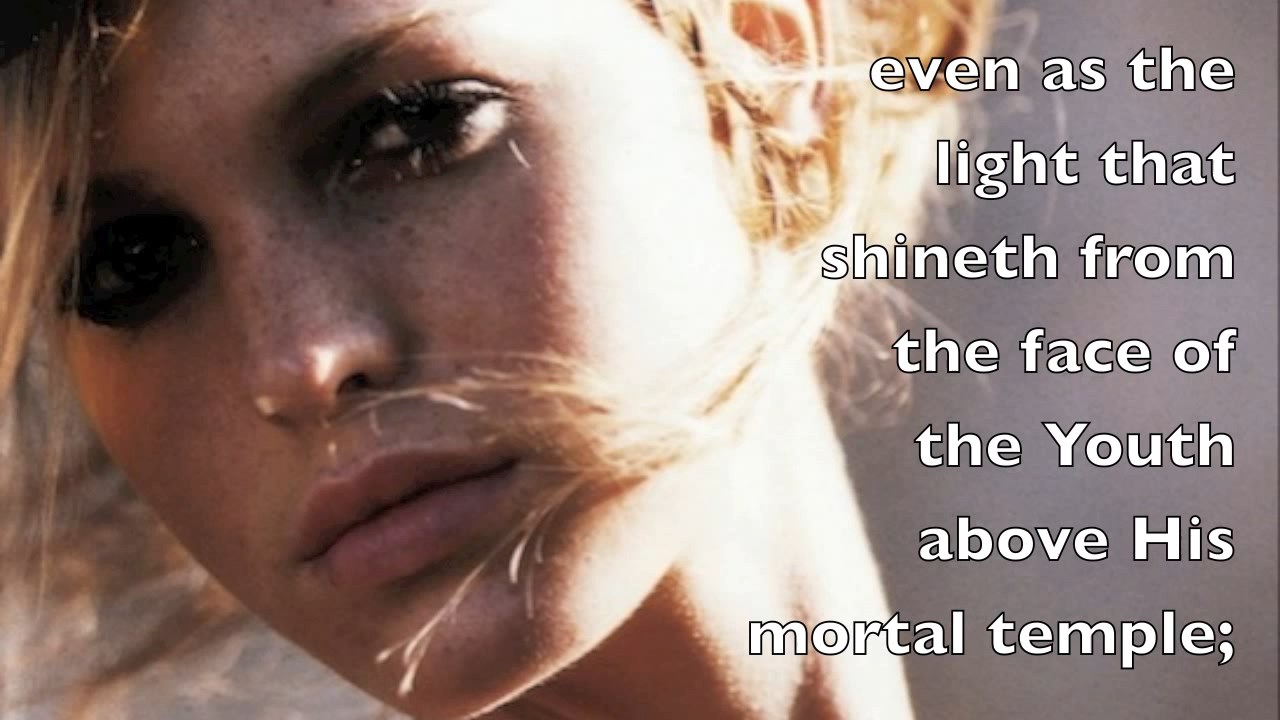 even as the
light that
shineth from
the face of
the Youth
above His
mortal temple;